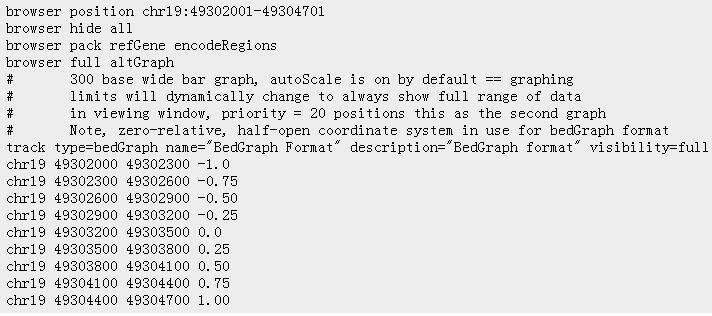 browser position chr19:49302001-49304701
browser hide all
browser pack refGene encodeRegions
browser full altGraph
#       300 base wide bar graph, autoScale is on by default == graphing
#       limits will dynamically change to always show full range of data
#       in viewing window, priority = 20 positions this as the second graph
#       Note, zero-relative, half-open coordinate system in use for bedGraph format
track type=bedGraph name="BedGraph Format" description="BedGraph format" visibility=full
chr19 49302000 49302300 -1.0
chr19 49302300 49302600 -0.75
chr19 49302600 49302900 -0.50
chr19 49302900 49303200 -0.25
chr19 49303200 49303500 0.0
chr19 49303500 49303800 0.25
chr19 49303800 49304100 0.50
chr19 49304100 49304400 0.75
chr19 49304400 49304700 1.00